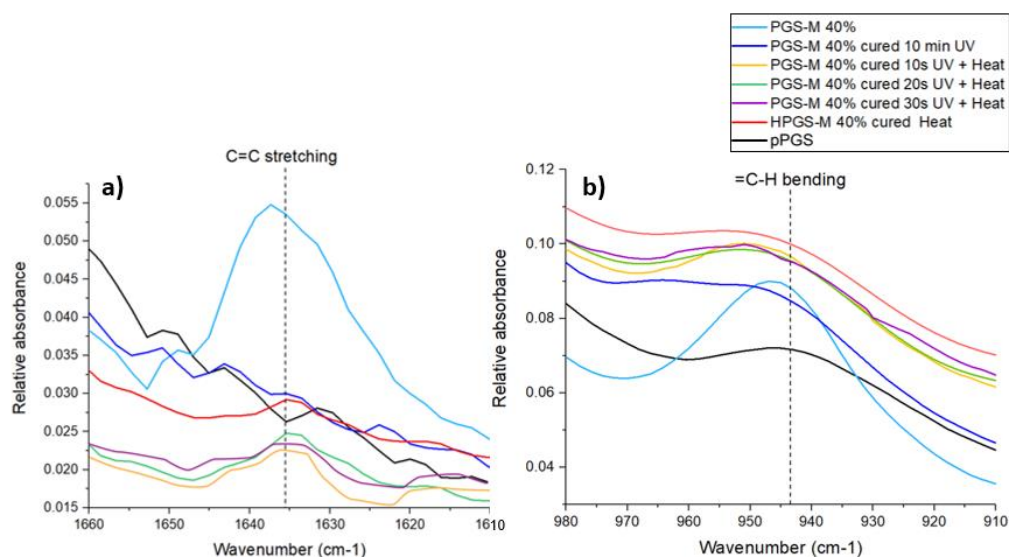 PGS-M 40%
PGS-M 40% cured 10 min UV
PGS-M 40% cured 10s UV + Heat
PGS-M 40% cured 20s UV + Heat
PGS-M 40% cured 30s UV + Heat
HPGS-M 40% cured Heat
pPGS
C=C stretching
a)
0.055
0.050
0.045
0.040
0.035
0.030
0.025
0.020
0.015
Relative absorbance
1660
1650
1640
1630
1620
1610
Wavenumber (cm-1)
=C-H bending
b)
0.12
0.10
0.08
0.06
0.04
Relative absorbance
980
970
960
950
940
930
920
910
Wavenumber (cm-1)